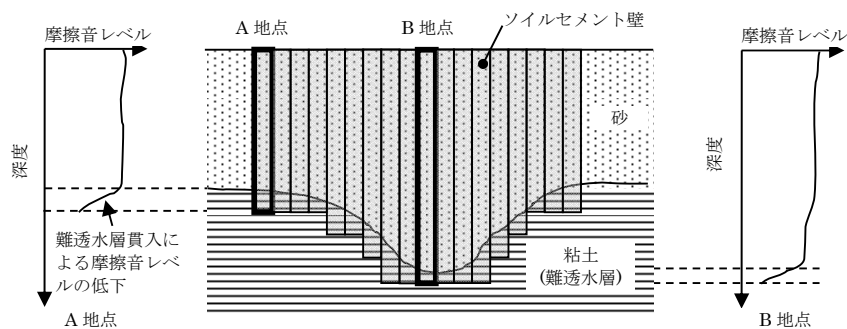 摩擦音レベル
深度
難透水層貫入に
よる摩擦音レベ
ルの低下
A 地点
A 地点
B 地点
ソイルセメント壁
砂
粘土
(難透水層)
摩擦音レベル
深度
B 地点